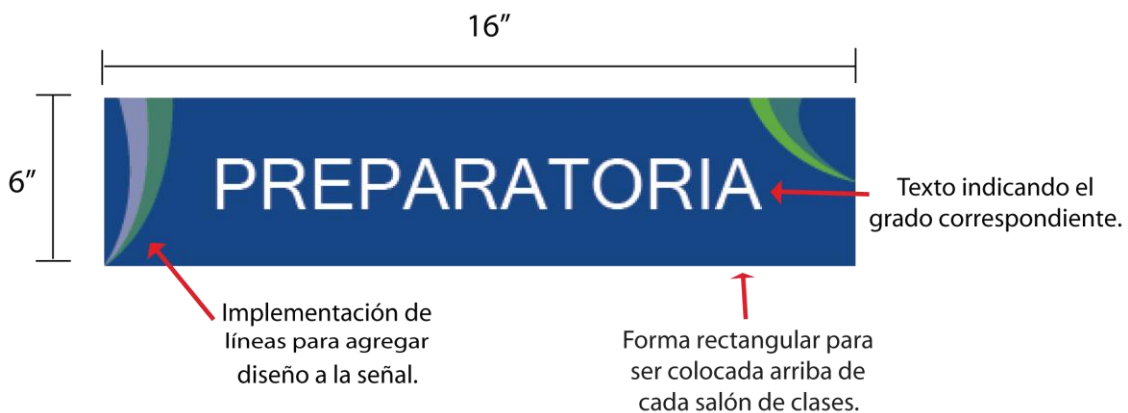 16”
6”
PREPARATORIA
Texto indicando el
grado correspondiente.
Implementación de
líneas para agregar
diseño a la señal.
Forma rectangular para
ser colocada arriba de
cada salón de clases.